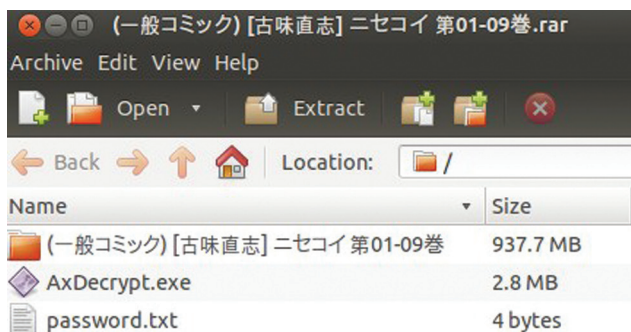 (一般コミック) [古味直志] ニセコイ 第01-09巻.rar
Archive Edit View Help
Open Extract
Back Location: /
Name Size
(一般コミック) [古味直志] ニセコイ 第01-09巻 937.7 MB
AxDecrypt.exe 2.8 MB
password.txt 4 bytes